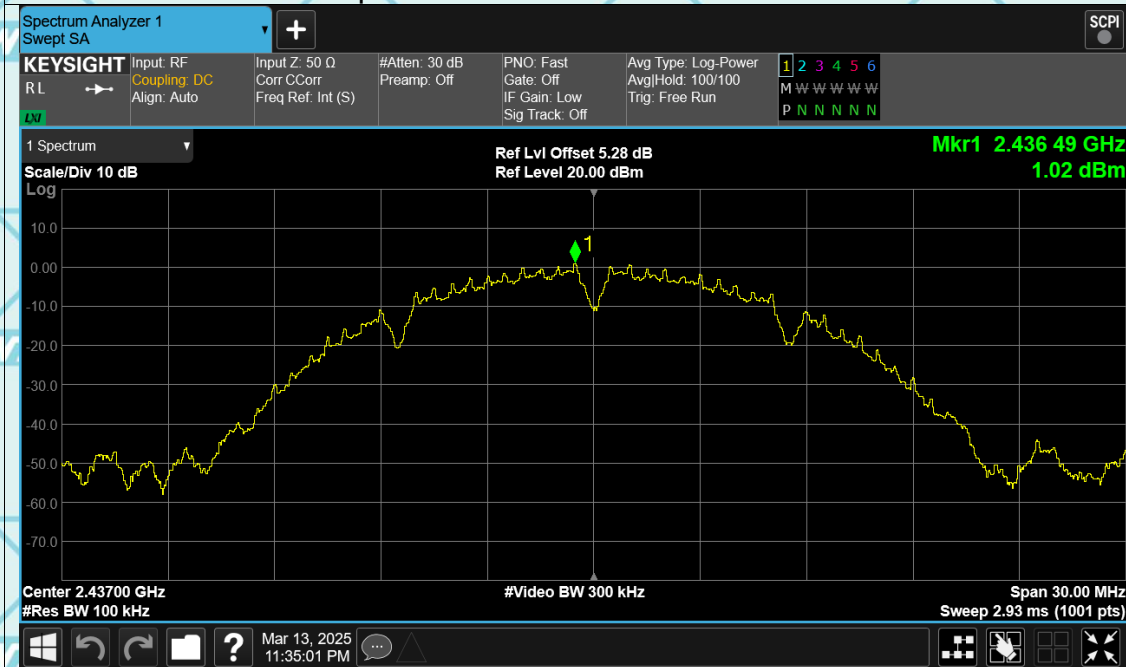 Spectrum Analyzer 1
Swept SA
+
SCPI
KEYSIGHT
RL
LXI
Input: RF
Coupling: DC
Align: Auto
Input Z: 50 Ω
Corr CCorr
Freq Ref: Int (S)
#Atten: 30 dB
Preamp: Off
PNO: Fast
Gate: Off
IF Gain: Low
Sig Track: Off
Avg Type: Log-Power
Avg|Hold: 100/100
Trig: Free Run
1 2 3 4 5 6
M W W W W W
P N N N N N
1 Spectrum
Scale/Div 10 dB
Log
Ref Lvl Offset 5.28 dB
Ref Level 20.00 dBm
Mkr1 2.436 49 GHz
1.02 dBm
1
10.0
0.00
-10.0
-20.0
-30.0
-40.0
-50.0
-60.0
-70.0
Center 2.43700 GHz
#Res BW 100 kHz
#Video BW 300 kHz
Span 30.00 MHz
Sweep 2.93 ms (1001 pts)
?
Mar 13, 2025
11:35:01 PM